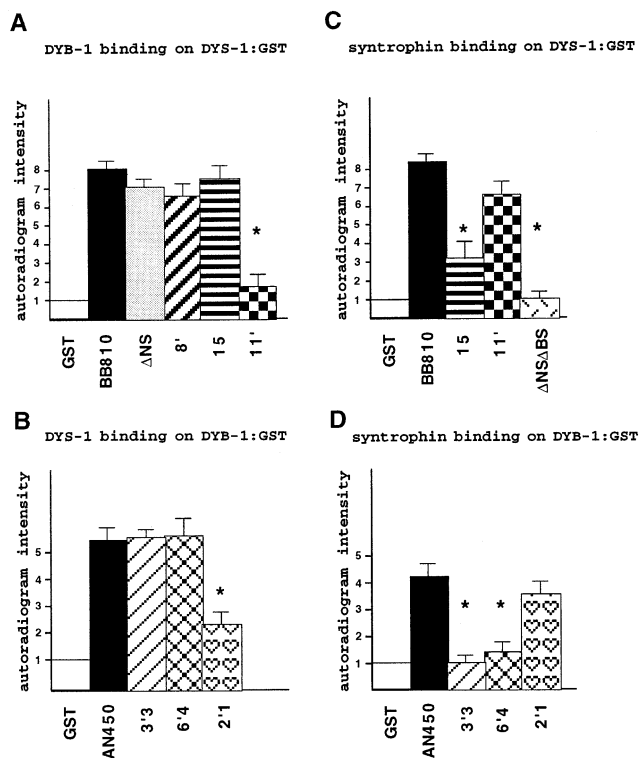 A
DYB-1 binding on DYS-1:GST
autoradiogram intensity
8
7
6
5
4
3
2
1
*
GST
BB810
ΔNS
8'
15
11'
C
syntrophin binding on DYS-1:GST
autoradiogram intensity
8
7
6
5
4
3
2
1
*
*
GST
BB810
15
11'
ΔNSΔBS
B
DYS-1 binding on DYB-1:GST
autoradiogram intensity
5
4
3
2
1
*
GST
AN450
3'3
6'4
2'1
D
syntrophin binding on DYB-1:GST
autoradiogram intensity
5
4
3
2
1
*
*
GST
AN450
3'3
6'4
2'1